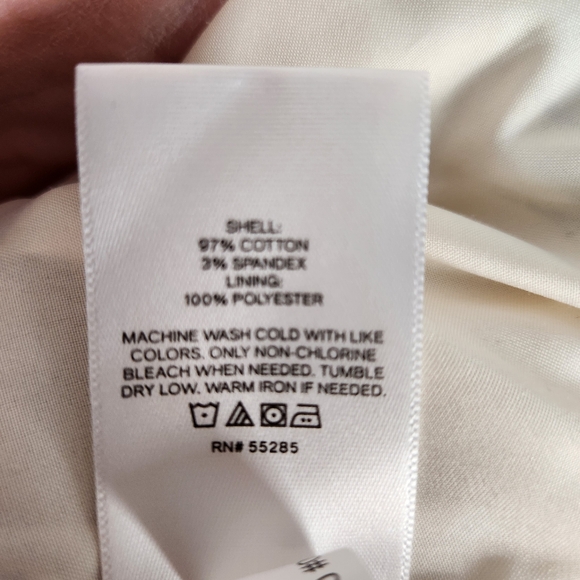 SHELL:
97% COTTON
3% SPANDEX
LINING:
100% POLYESTER
MACHINE WASH COLD WITH LIKE
COLORS. ONLY NON-CHLORINE
BLEACH WHEN NEEDED. TUMBLE
DRY LOW. WARM IRON IF NEEDED.
RN# 55285